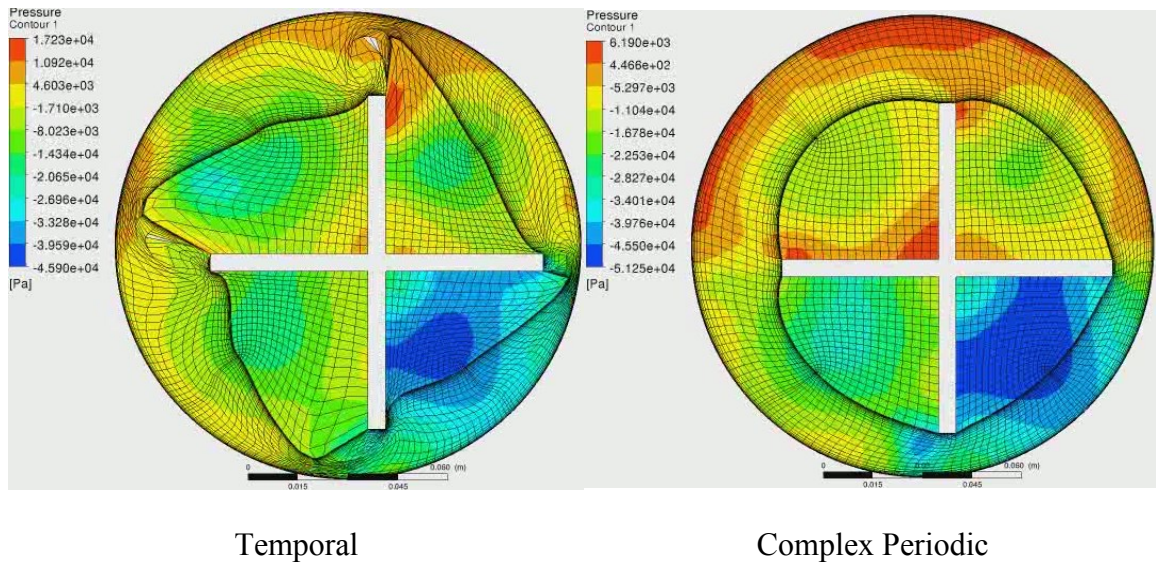 Pressure
Contour 1
1.723e+04
1.092e+04
4.603e+03
-1.710e+03
-8.023e+03
-1.434e+04
-2.065e+04
-2.696e+04
-3.328e+04
-3.959e+04
-4.590e+04
[Pa]
0
0.060 (m)
0.015
0.045
Pressure
Contour 1
6.190e+03
4.466e+02
-5.297e+03
-1.104e+04
-1.678e+04
-2.253e+04
-2.827e+04
-3.401e+04
-3.976e+04
-4.550e+04
-5.125e+04
[Pa]
0
0.060 (m)
0.015
0.045
Temporal
Complex Periodic